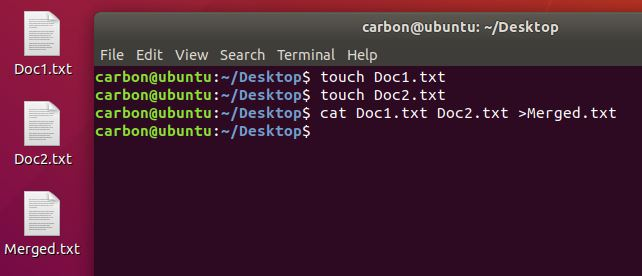 Doc1.txt
Doc2.txt
Merged.txt
carbon@ubuntu: ~/Desktop
File Edit View Search Terminal Help
carbon@ubuntu:~/Desktop$ touch Doc1.txt
carbon@ubuntu:~/Desktop$ touch Doc2.txt
carbon@ubuntu:~/Desktop$ cat Doc1.txt Doc2.txt >Merged.txt
carbon@ubuntu:~/Desktop$